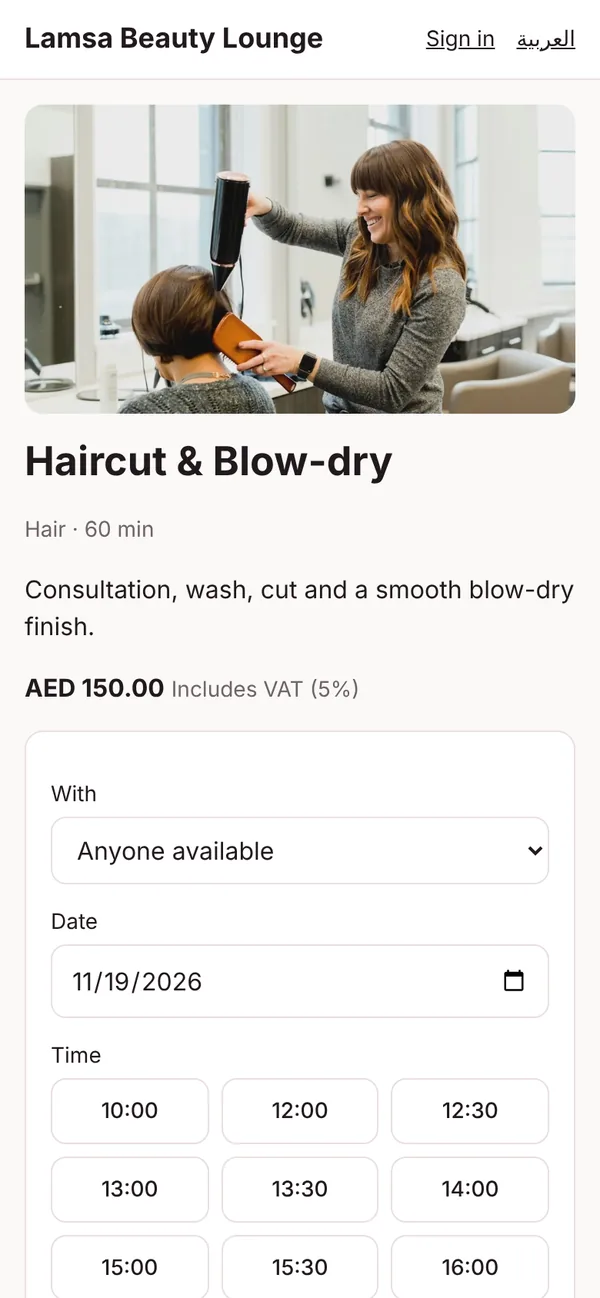 Lamsa Beauty Lounge Sign in العربية
Haircut & Blow-dry
Hair · 60 min
Consultation, wash, cut and a smooth blow-dry
finish.
AED 150.00 Includes VAT (5%)
With
Anyone available
Date
11/19/2026
Time
10:00 12:00 12:30
13:00 13:30 14:00
15:00 15:30 16:00